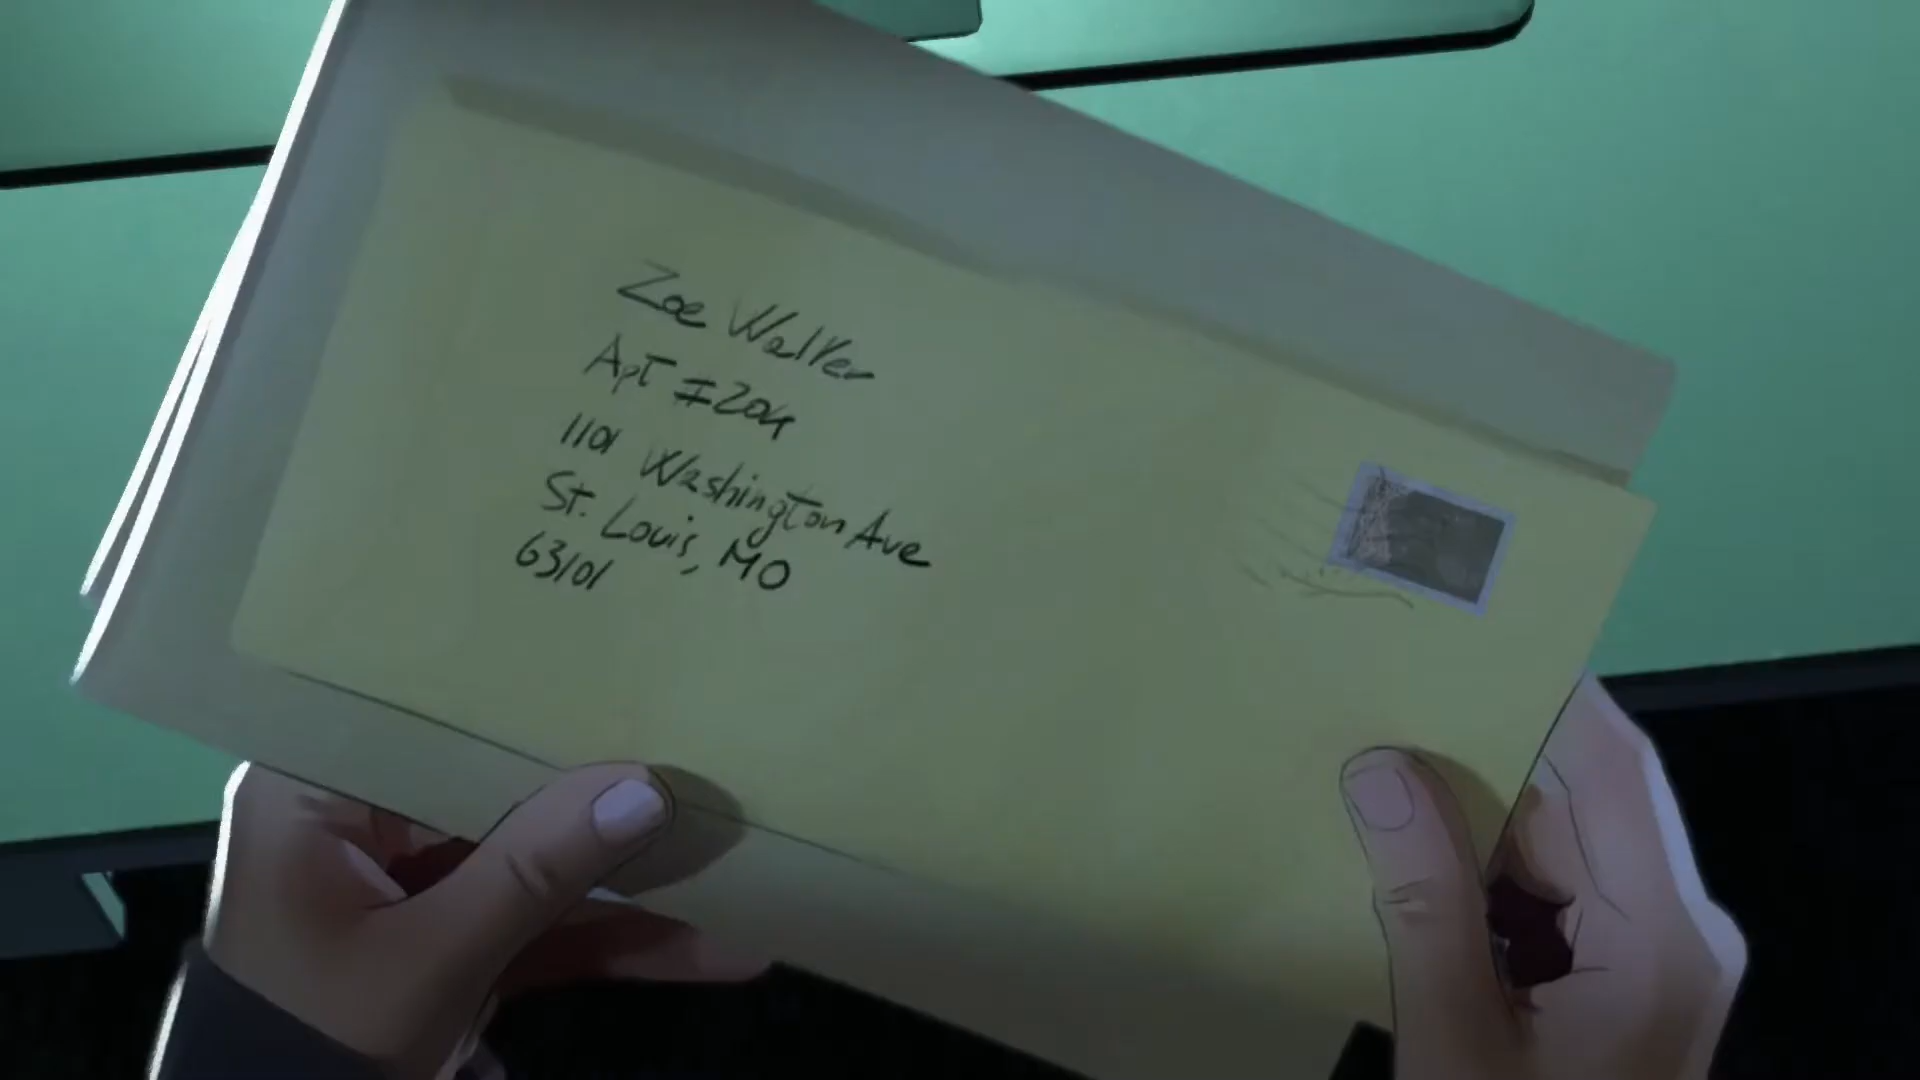 Zoe Walker
Apt #204
1101 Washington Ave
St. Louis, MO
63101